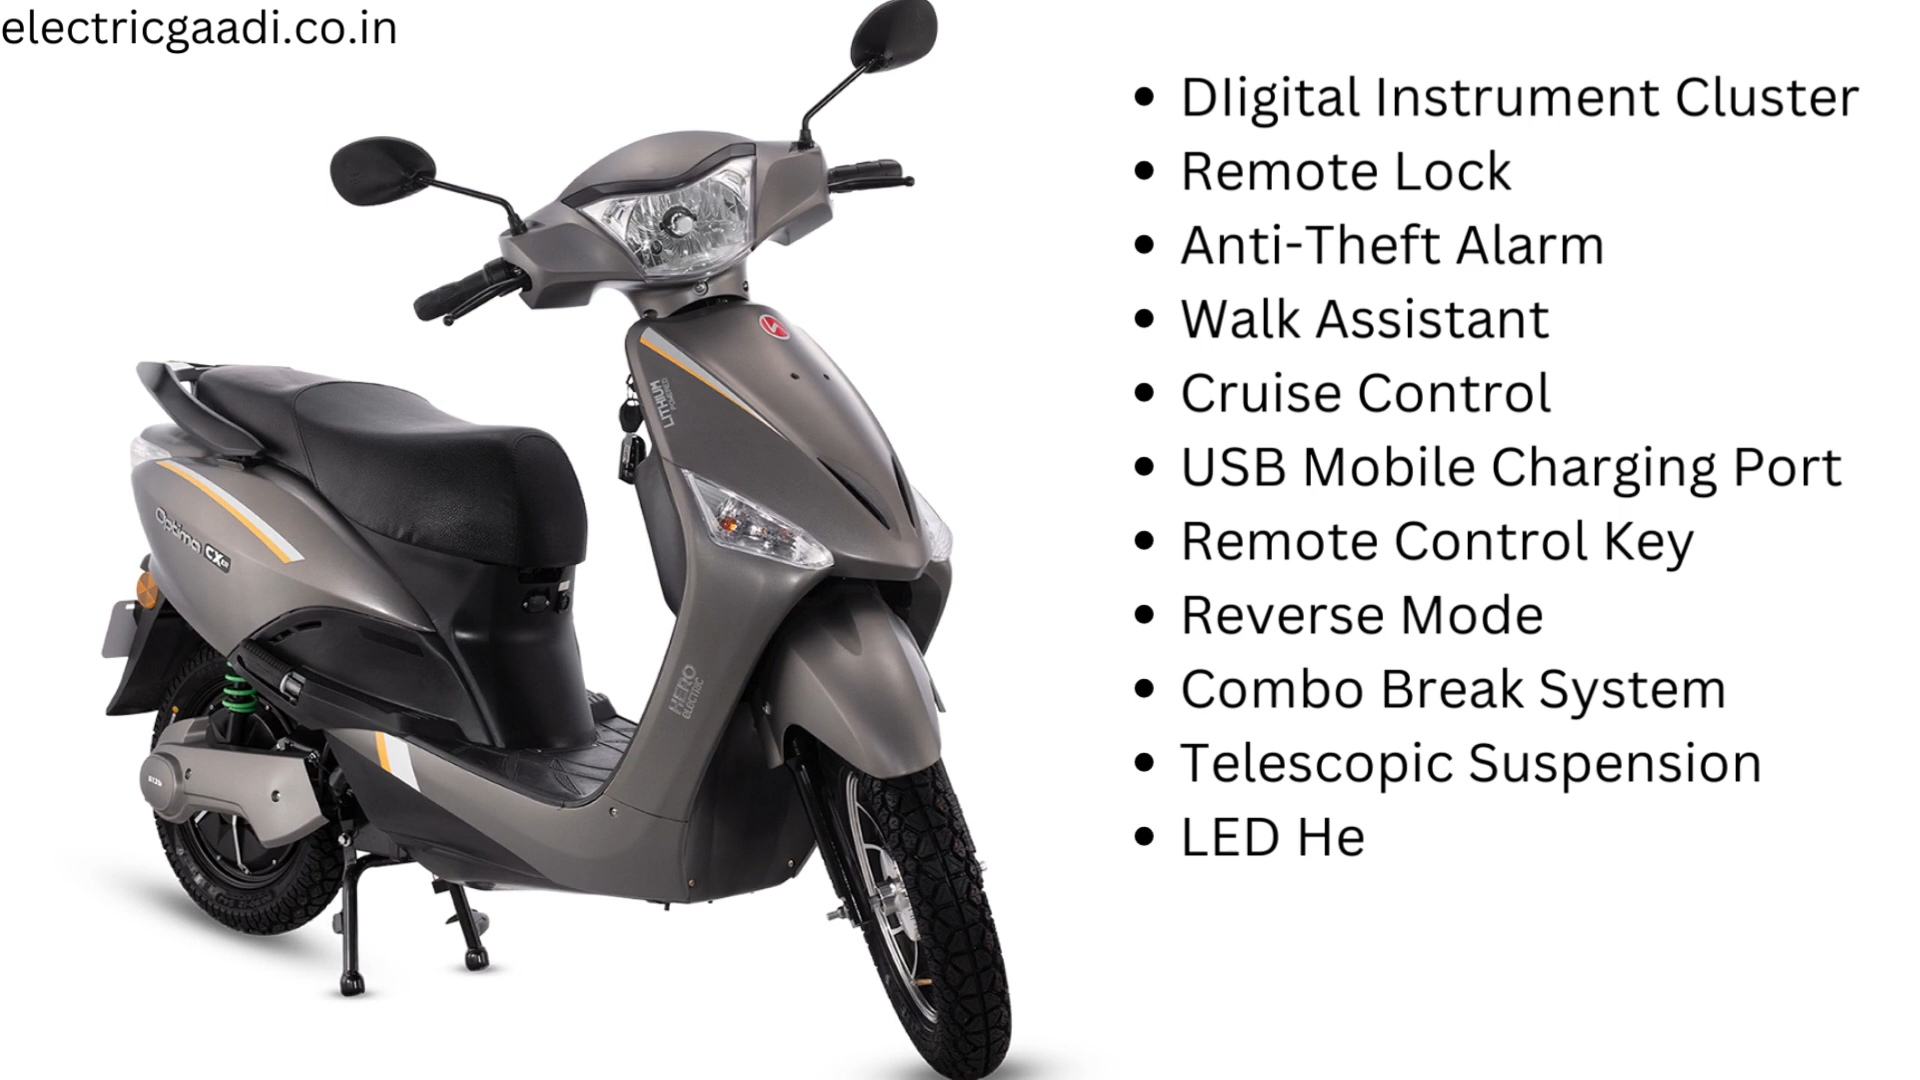 electricgaadi.co.in
• DIigital Instrument Cluster
• Remote Lock
• Anti-Theft Alarm
• Walk Assistant
• Cruise Control
• USB Mobile Charging Port
• Remote Control Key
• Reverse Mode
• Combo Break System
• Telescopic Suspension
• LED He
LITHIUM
POWERED
Optima CX
HERO
ELECTRIC